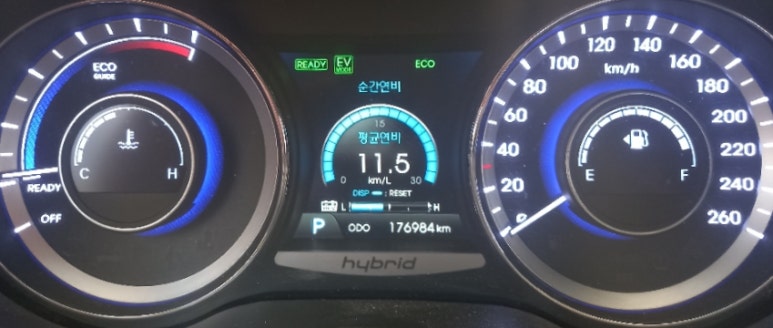 ECO
GUIDE
READY
OFF
C H
READY EV MODE ECO
순간연비
15
평균연비
11.5
km/L
0 30
DISP : RESET
L H
P ODO 176984 km
hybrid
0 20 40 60 80 100 120 140 160 180 200 220 240 260
km/h
E F